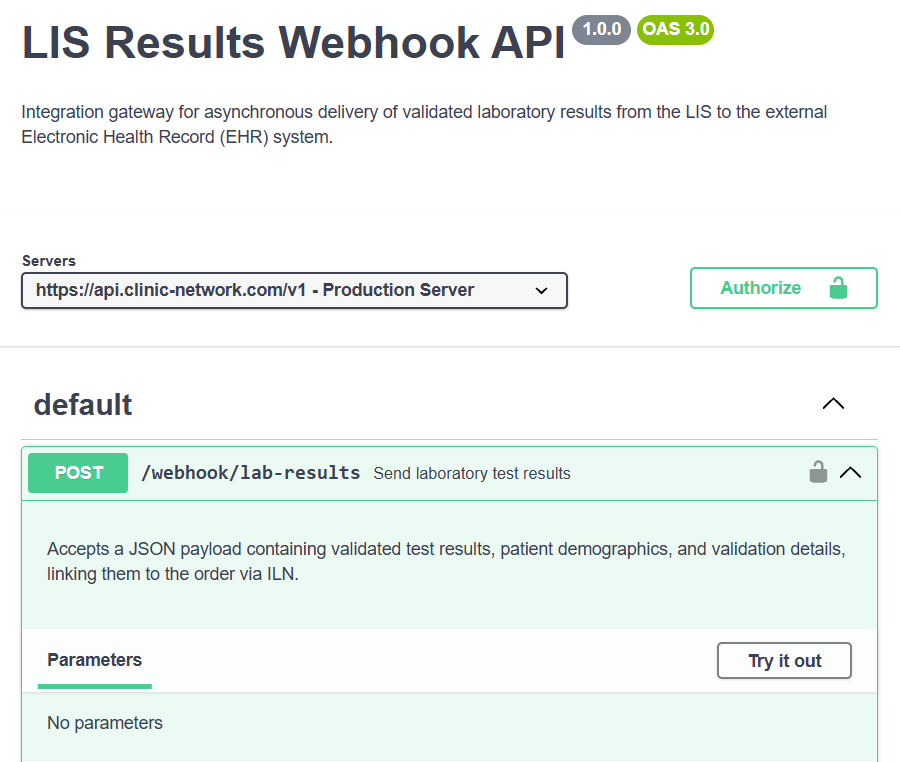 LIS Results Webhook API 1.0.0 OAS 3.0
Integration gateway for asynchronous delivery of validated laboratory results from the LIS to the external
Electronic Health Record (EHR) system.
Servers
https://api.clinic-network.com/v1 - Production Server
Authorize
default
POST /webhook/lab-results Send laboratory test results
Accepts a JSON payload containing validated test results, patient demographics, and validation details,
linking them to the order via ILN.
Parameters
Try it out
No parameters